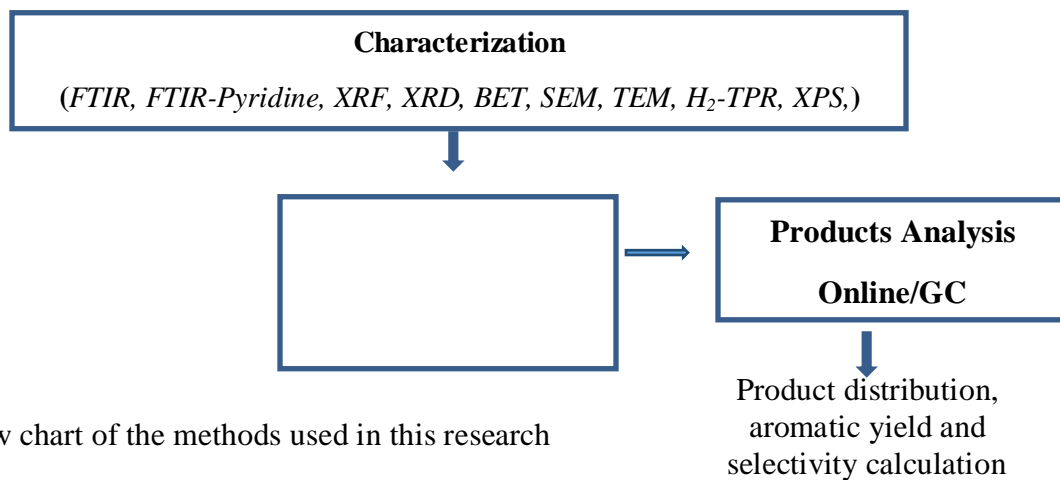 Characterization
(FTIR, FTIR-Pyridine, XRF, XRD, BET, SEM, TEM, H₂-TPR, XPS,)
Products Analysis
Online/GC
Product distribution,
aromatic yield and
selectivity calculation
w chart of the methods used in this research